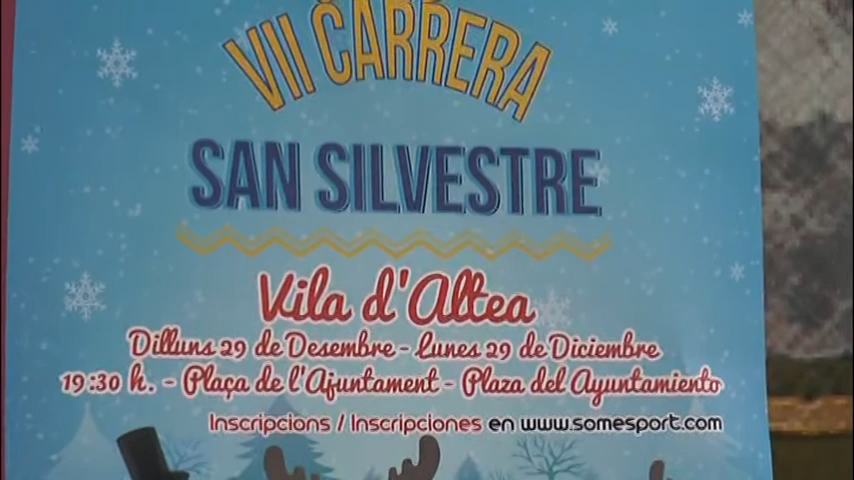 VII CARRERA
SAN SILVESTRE
Vila d'Altea
Dilluns 29 de Desembre - Lunes 29 de Diciembre
19:30 h. - Plaça de l'Ajuntament - Plaza del Ayuntamiento
Inscripcions / Inscripciones en www.somesport.com